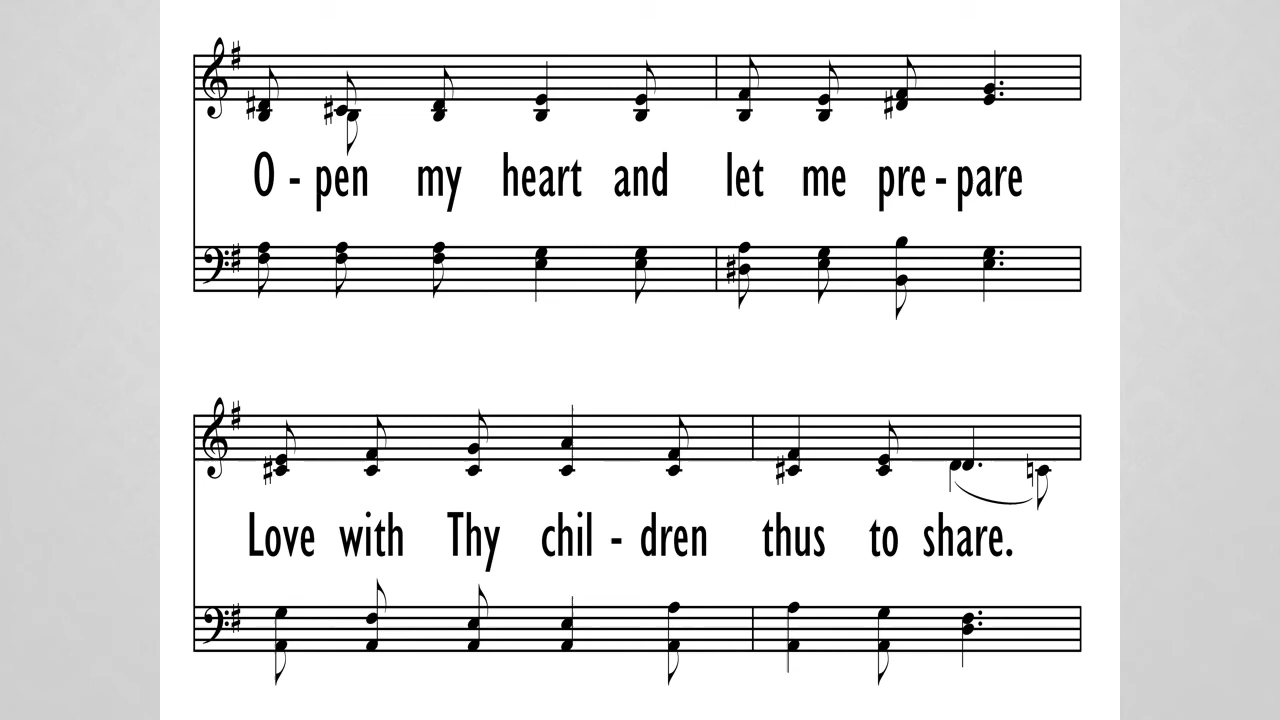 O - pen my heart and let me pre - pare
Love with Thy chil - dren thus to share.